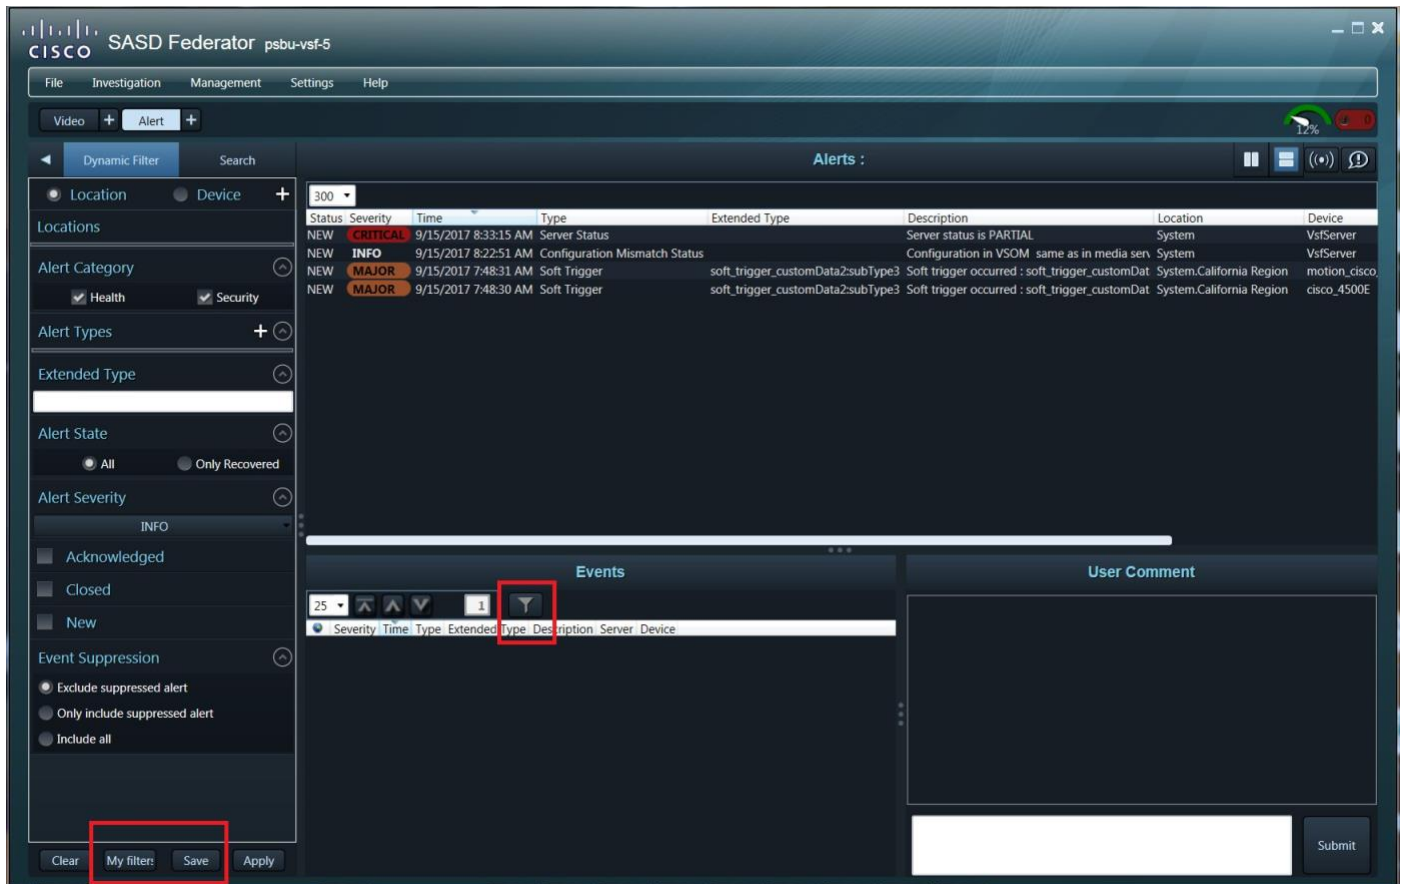 CISCO SASD Federator psbu-vsf-5
File Investigation Management Settings Help
Video + Alert +
12% 0
Dynamic Filter Search
Alerts :
Location Device +
300
Locations
Status Severity Time Type Extended Type Description Location Device
NEW CRITICAL 9/15/2017 8:33:15 AM Server Status Server status is PARTIAL System VsfServer
NEW INFO 9/15/2017 8:22:51 AM Configuration Mismatch Status Configuration in VSOM same as in media serv System VsfServer
NEW MAJOR 9/15/2017 7:48:31 AM Soft Trigger soft_trigger_customData2:subType3 Soft trigger occurred : soft_trigger_customDat System.California Region motion_cisco_
NEW MAJOR 9/15/2017 7:48:30 AM Soft Trigger soft_trigger_customData2:subType3 Soft trigger occurred : soft_trigger_customDat System.California Region cisco_4500E
Alert Category
Health Security
Alert Types +
Extended Type
Alert State
All Only Recovered
Alert Severity
INFO
Acknowledged
Closed
New
Event Suppression
Exclude suppressed alert
Only include suppressed alert
Include all
Clear My filters Save Apply
Events
25 1
Severity Time Type Extended Type Description Server Device
User Comment
Submit